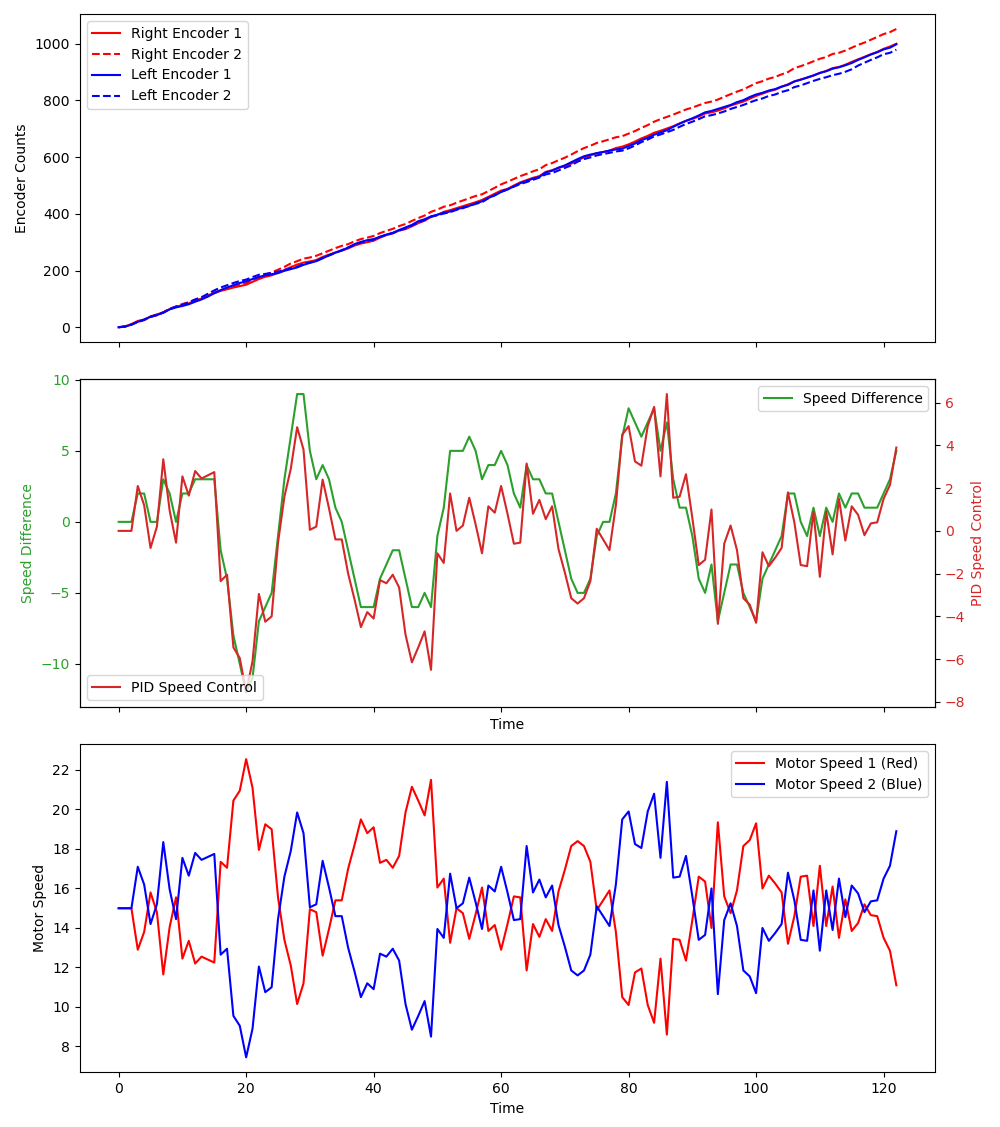 Right Encoder 1
Right Encoder 2
Left Encoder 1
Left Encoder 2
Encoder Counts
1000
800
600
400
200
0
Speed Difference
PID Speed Control
Speed Difference
10
5
0
−5
−10
PID Speed Control
6
4
2
0
−2
−4
−6
−8
Time
Motor Speed 1 (Red)
Motor Speed 2 (Blue)
Motor Speed
22
20
18
16
14
12
10
8
0 20 40 60 80 100 120
Time